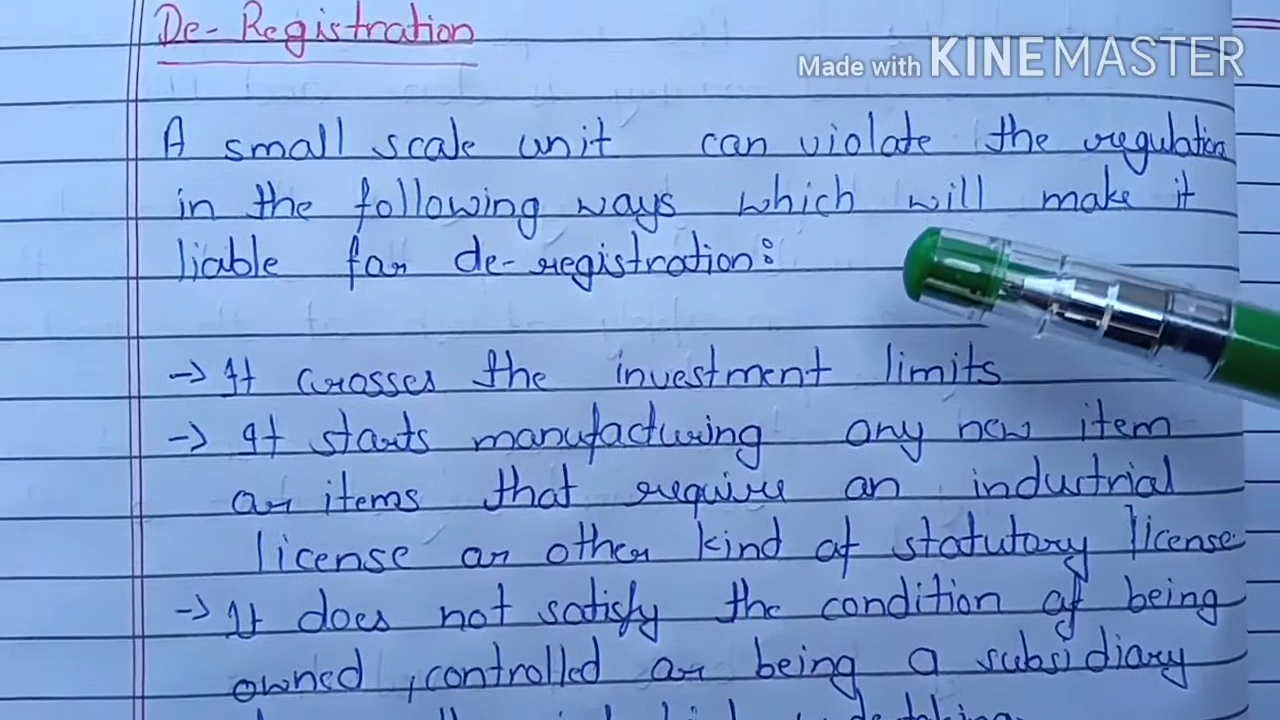 De-Registration
Made with KINEMASTER
A small scale unit can violate the regulation
in the following ways which will make it
liable for de-registration:
-> It crosses the investment limits
-> It starts manufacturing any new item
or items that require an industrial
license or other kind of statutory license.
-> It does not satisfy the condition of being
owned, controlled or being a subsidiary